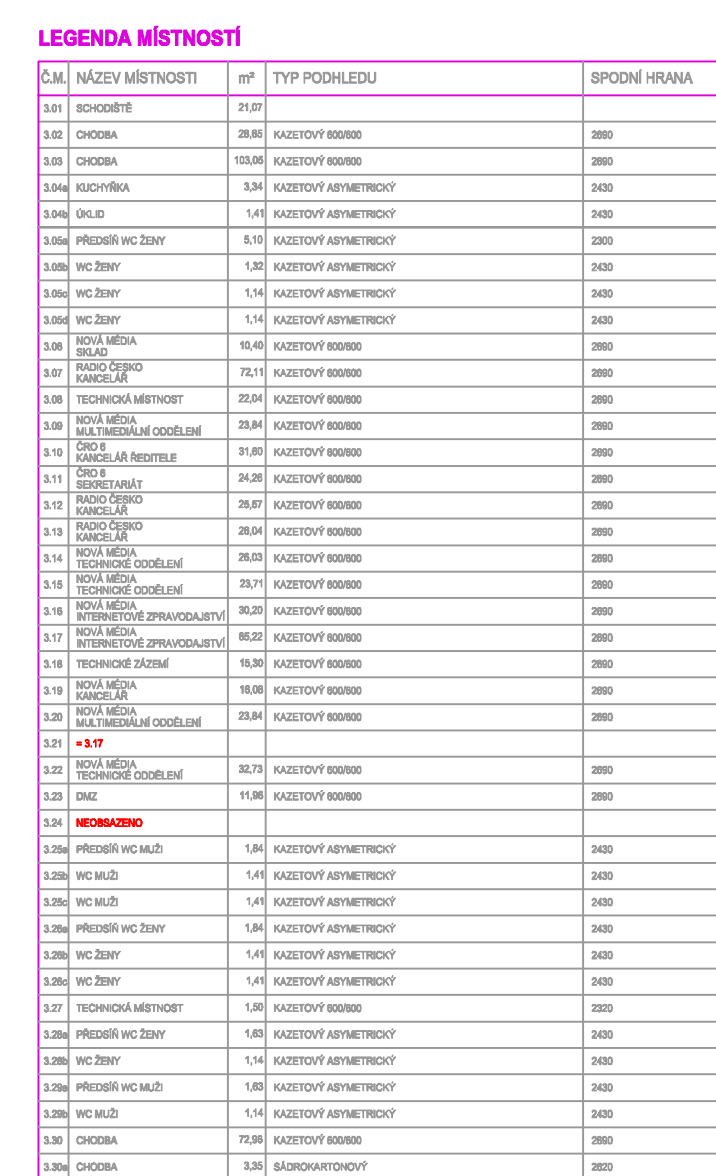 LEGENDA MÍSTNOSTÍ
Č.M. NÁZEV MÍSTNOSTI m² TYP PODHLEDU SPODNÍ HRANA
3.01 SCHODIŠTĚ 21,07
3.02 CHODBA 28,65 KAZETOVÝ 600/600 2690
3.03 CHODBA 103,05 KAZETOVÝ 600/600 2690
3.04a KUCHYŇKA 3,34 KAZETOVÝ ASYMETRICKÝ 2430
3.04b ÚKLID 1,41 KAZETOVÝ ASYMETRICKÝ 2430
3.05a PŘEDSÍŇ WC ŽENY 5,10 KAZETOVÝ ASYMETRICKÝ 2300
3.05b WC ŽENY 1,32 KAZETOVÝ ASYMETRICKÝ 2430
3.05c WC ŽENY 1,14 KAZETOVÝ ASYMETRICKÝ 2430
3.05d WC ŽENY 1,14 KAZETOVÝ ASYMETRICKÝ 2430
3.06 NOVÁ MÉDIA
SKLAD 10,40 KAZETOVÝ 600/600 2690
3.07 RADIO ČESKO
KANCELÁŘ 72,11 KAZETOVÝ 600/600 2690
3.08 TECHNICKÁ MÍSTNOST 22,04 KAZETOVÝ 600/600 2690
3.09 NOVÁ MÉDIA
MULTIMEDIÁLNÍ ODDĚLENÍ 23,84 KAZETOVÝ 600/600 2690
3.10 ČRO 6
KANCELÁŘ ŘEDITELE 31,60 KAZETOVÝ 600/600 2690
3.11 ČRO 6
SEKRETARIÁT 24,26 KAZETOVÝ 600/600 2690
3.12 RADIO ČESKO
KANCELÁŘ 25,57 KAZETOVÝ 600/600 2690
3.13 RADIO ČESKO
KANCELÁŘ 26,04 KAZETOVÝ 600/600 2690
3.14 NOVÁ MÉDIA
TECHNICKÉ ODDĚLENÍ 26,03 KAZETOVÝ 600/600 2690
3.15 NOVÁ MÉDIA
TECHNICKÉ ODDĚLENÍ 23,71 KAZETOVÝ 600/600 2690
3.16 NOVÁ MÉDIA
INTERNETOVÉ ZPRAVODAJSTVÍ 30,20 KAZETOVÝ 600/600 2690
3.17 NOVÁ MÉDIA
INTERNETOVÉ ZPRAVODAJSTVÍ 65,22 KAZETOVÝ 600/600 2690
3.18 TECHNICKÉ ZÁZEMÍ 15,30 KAZETOVÝ 600/600 2690
3.19 NOVÁ MÉDIA
KANCELÁŘ 16,08 KAZETOVÝ 600/600 2690
3.20 NOVÁ MÉDIA
MULTIMEDIÁLNÍ ODDĚLENÍ 23,84 KAZETOVÝ 600/600 2690
3.21 = 3.17
3.22 NOVÁ MÉDIA
TECHNICKÉ ODDĚLENÍ 32,73 KAZETOVÝ 600/600 2690
3.23 DMZ 11,96 KAZETOVÝ 600/600 2690
3.24 NEOBSAZENO
3.25a PŘEDSÍŇ WC MUŽI 1,84 KAZETOVÝ ASYMETRICKÝ 2430
3.25b WC MUŽI 1,41 KAZETOVÝ ASYMETRICKÝ 2430
3.25c WC MUŽI 1,41 KAZETOVÝ ASYMETRICKÝ 2430
3.26a PŘEDSÍŇ WC ŽENY 1,84 KAZETOVÝ ASYMETRICKÝ 2430
3.26b WC ŽENY 1,41 KAZETOVÝ ASYMETRICKÝ 2430
3.26c WC ŽENY 1,41 KAZETOVÝ ASYMETRICKÝ 2430
3.27 TECHNICKÁ MÍSTNOST 1,50 KAZETOVÝ 600/600 2320
3.28a PŘEDSÍŇ WC ŽENY 1,63 KAZETOVÝ ASYMETRICKÝ 2430
3.28b WC ŽENY 1,14 KAZETOVÝ ASYMETRICKÝ 2430
3.29a PŘEDSÍŇ WC MUŽI 1,63 KAZETOVÝ ASYMETRICKÝ 2430
3.29b WC MUŽI 1,14 KAZETOVÝ ASYMETRICKÝ 2430
3.30 CHODBA 72,96 KAZETOVÝ 600/600 2690
3.30a CHODBA 3,35 SÁDROKARTONOVÝ 2620